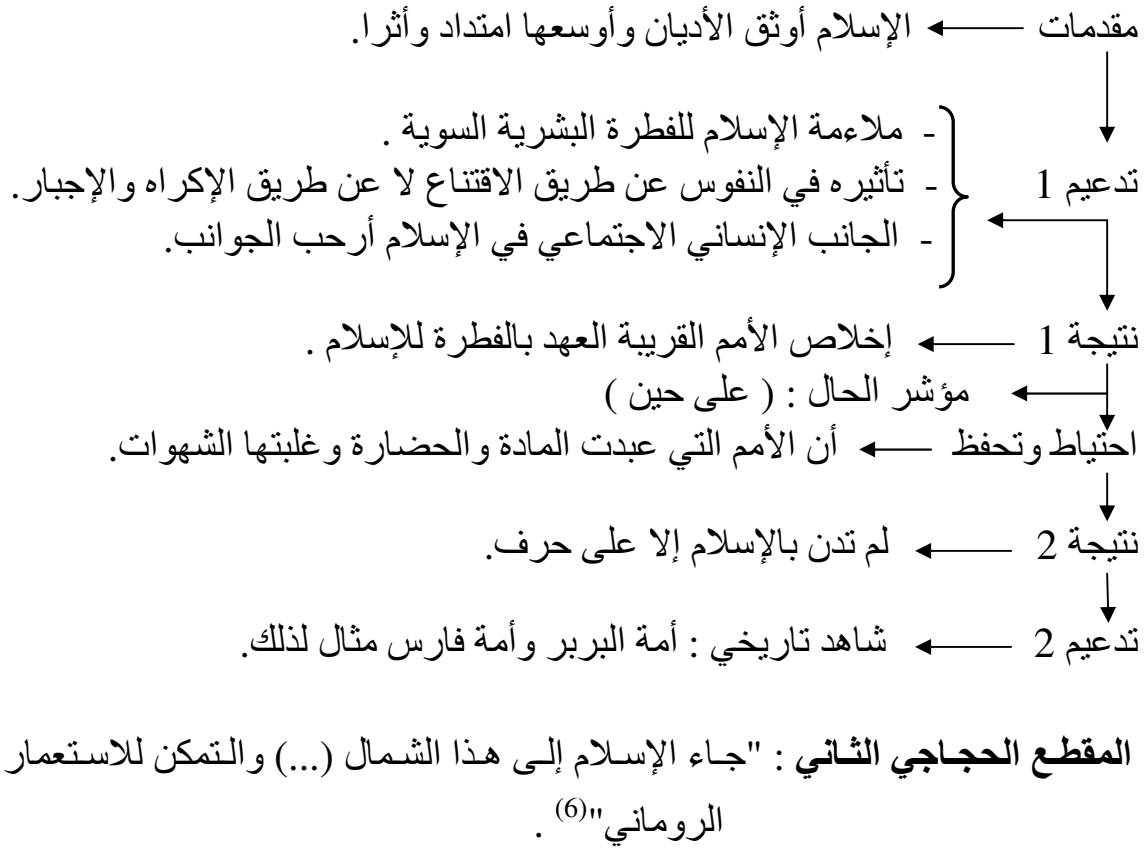 مقدمات الإسلام أوثق الأديان وأوسعها امتداد وأثرا.
- ملاءمة الإسلام للفطرة البشرية السوية .
تدعيم 1 - تأثيره في النفوس عن طريق الاقتناع لا عن طريق الإكراه والإجبار.
- الجانب الإنساني الاجتماعي في الإسلام أرحب الجوانب.
نتيجة 1 إخلاص الأمم القريبة العهد بالفطرة للإسلام .
مؤشر الحال : ( على حين )
احتياط وتحفظ أن الأمم التي عبدت المادة والحضارة وغلبتها الشهوات.
نتيجة 2 لم تدن بالإسلام إلا على حرف.
تدعيم 2 شاهد تاريخي : أمة البربر وأمة فارس مثال لذلك.
المقطع الحجاجي الثاني : "جاء الإسلام إلى هذا الشمال (...) والتمكن للاستعمار
الروماني"(6) .